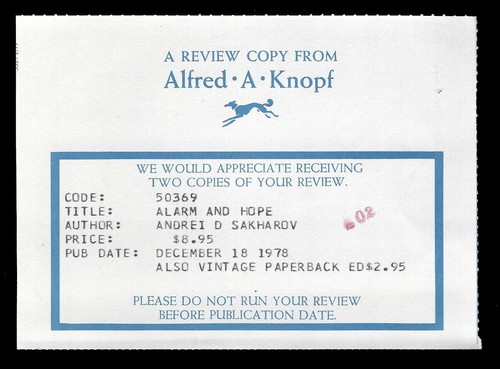 A REVIEW COPY FROM
Alfred·A·Knopf
WE WOULD APPRECIATE RECEIVING
TWO COPIES OF YOUR REVIEW.
CODE: 50369
TITLE: ALARM AND HOPE
AUTHOR: ANDREI D SAKHAROV
PRICE: $8.95
PUB DATE: DECEMBER 18 1978
ALSO VINTAGE PAPERBACK ED$2.95
PLEASE DO NOT RUN YOUR REVIEW
BEFORE PUBLICATION DATE.